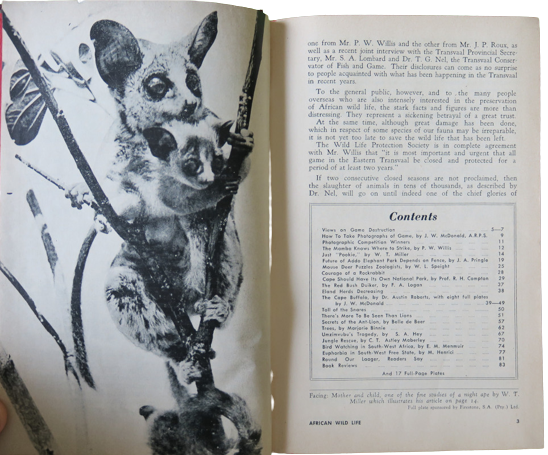 one from Mr. P. W. Willis and the other from Mr. J. P. Roux, as
well as a recent joint interview with the Transvaal Provincial Secre-
tary, Mr. S. A. Lombard and Dr. T. G. Nel, the Transvaal Conser-
vator of Fish and Game. Their disclosures can come as no surprise
to people acquainted with what has been happening in the Transvaal
in recent years.
To the general public, however, and to the many people
overseas who are also intensely interested in the preservation
of African wild life, the stark facts and figures are more than
distressing. They represent a sickening betrayal of a great trust.
At the same time, although great damage has been done,
which in respect of some species of our fauna may be irreparable,
it is not yet too late to save the wild life that has been left.
The Wild Life Protection Society is in complete agreement
with Mr. Willis that "it is most important and urgent that all
game in the Eastern Transvaal be closed and protected for a
period of at least two years."
If two consecutive closed seasons are not proclaimed, then
the slaughter of animals in tens of thousands, as described by
Dr. Nel, will go on until indeed one of the chief glories of
Contents
Views on Game Destruction 3—7
How To Take Photographs of Game, by J. W. McDonald, A.R.P.S. 9
Photographic Competition Winners 11
The Mamba Knows Where to Strike, by P. W. Willis 12
Just "Pookie," by W. T. Miller 14
Future of Addo Elephant Park Depends on Fence, by J. A. Pringle 19
Marine Deer Puzzles Zoologists, by W. L. Speight 25
Courage of a Rockrabbit 26
Cape Should Have Its Own National Park, by Prof. R. H. Compton 29
The Red Bush Duiker, by P. A. Logan 37
Eland Herds Decreasing 38
The Cape Buffalo, by Dr. Austin Roberts, with eight full plates
by J. W. McDonald 39—49
Toll of the Snares 50
There's More To Be Seen Than Lions 51
Secrets of the Ant-Lion, by Bella de Beer 57
Trees, by Marjorie Binnie 63
Umzimvubu's Tragedy, by S. A. Hey 67
Jungle Rescue, by C. T. Astley Maberley 70
Bird Watching in South-West Africa, by E. M. Memmuir 74
Euphorbia in South-West Free State, by M. Henrici 77
Round Our Laager, Readers Say 81
Book Reviews 83
And 17 Full-Page Plates
Facing: Mother and child, one of the fine studies of a night ape by W. T.
Miller which illustrates his article on page 14.
Full plate sponsored by S.A. (Pty.) Ltd
AFRICAN WILD LIFE 3